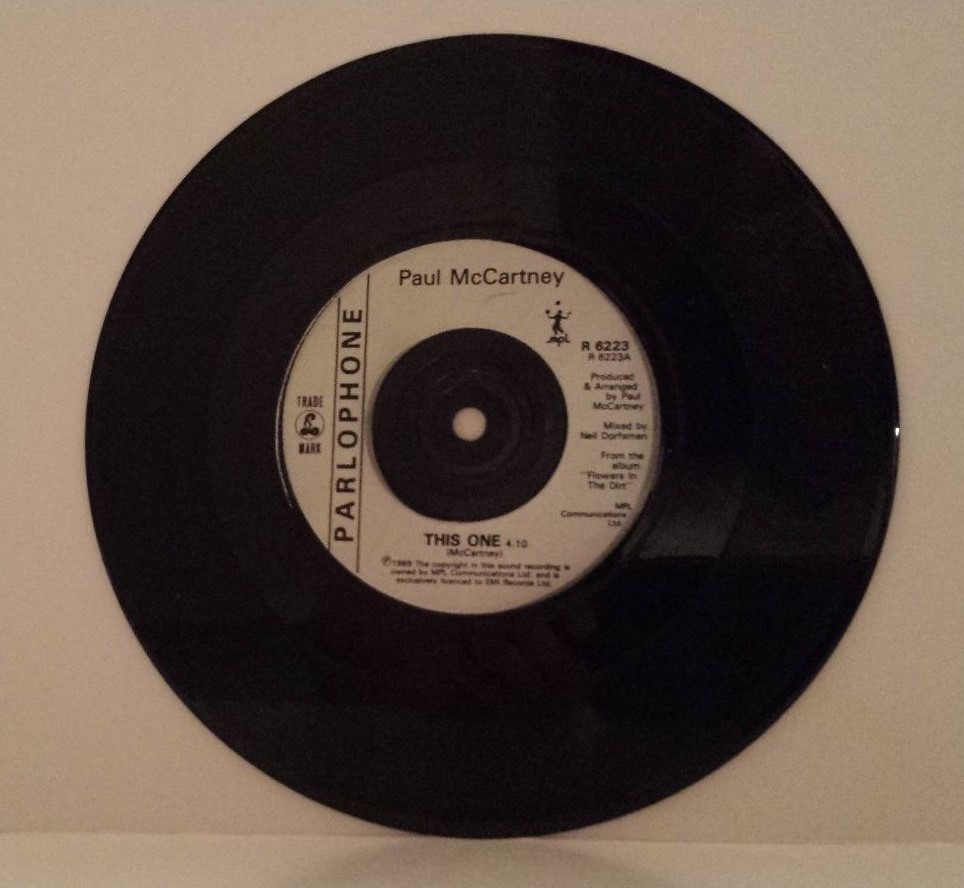 Paul McCartney
mpl
R 6223
R 6223A
Produced
& Arranged
by Paul
McCartney
Mixed by
Neil Dorfsman
From the
album
"Flowers In
The Dirt"
MPL
Communications
Ltd.
TRADE
MARK
PARLOPHONE
THIS ONE 4.10
(McCartney)
℗1989 The copyright in this sound recording is
owned by MPL Communications Ltd. and is
exclusively licenced to EMI Records Ltd.